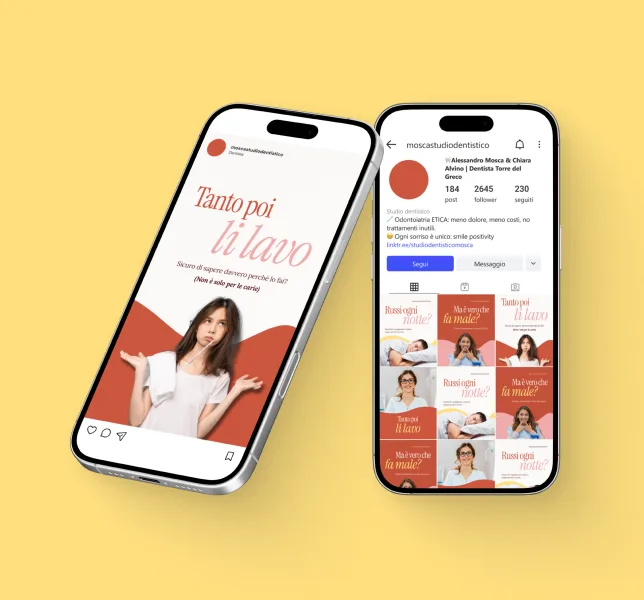 moscastudiodentistico
Dentista
Tanto poi
li lavo
Sicuro di sapere davvero perché lo fai?
(Non è solo per le carie)
moscastudiodentistico
Alessandro Mosca & Chiara
Alvino | Dentista Torre del
Greco
184
2645
230
post
follower
seguiti
Studio dentisico
Odontoiatria ETICA: meno dolore, meno costi, no
trattamenti inutili.
Ogni sorriso è unico: smile positivity
linktr.ee/studiodentisticomosca
Segui
Messaggio
Russi ogni
notte?
Ma è vero che
fa male?
Tanto poi
li lavo
Tanto poi
li lavo
Russi ogni
notte?
Ma è vero che
fa male?
Ma è vero che
fa male?
Russi ogni
notte?